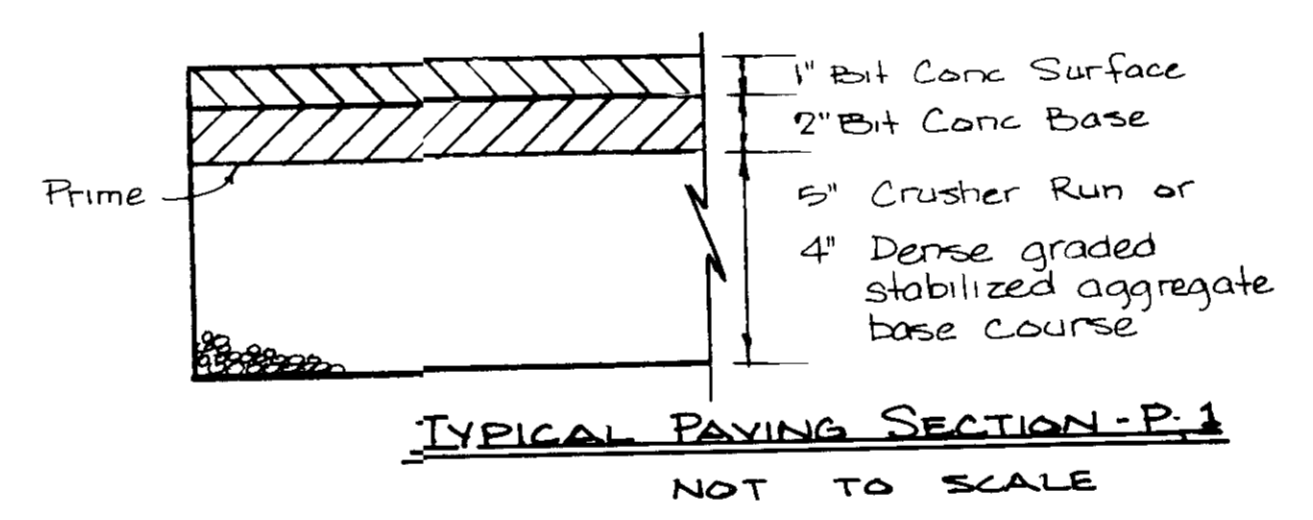 1" Bit Conc Surface
2" Bit Conc Base
Prime
5" Crusher Run or
4" Dense graded
stabilized aggregate
base course
TYPICAL PAVING SECTION - P.1
NOT TO SCALE